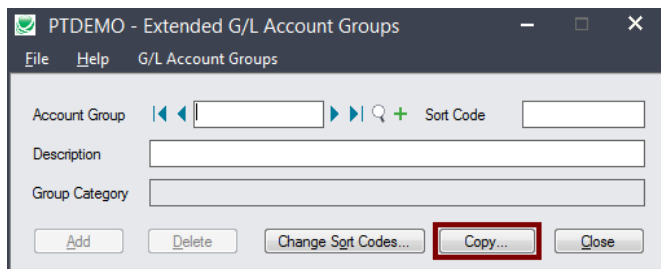 PTDEMO - Extended G/L Account Groups
File Help G/L Account Groups
Account Group Sort Code
Description
Group Category
Add Delete Change Sort Codes... Copy... Close